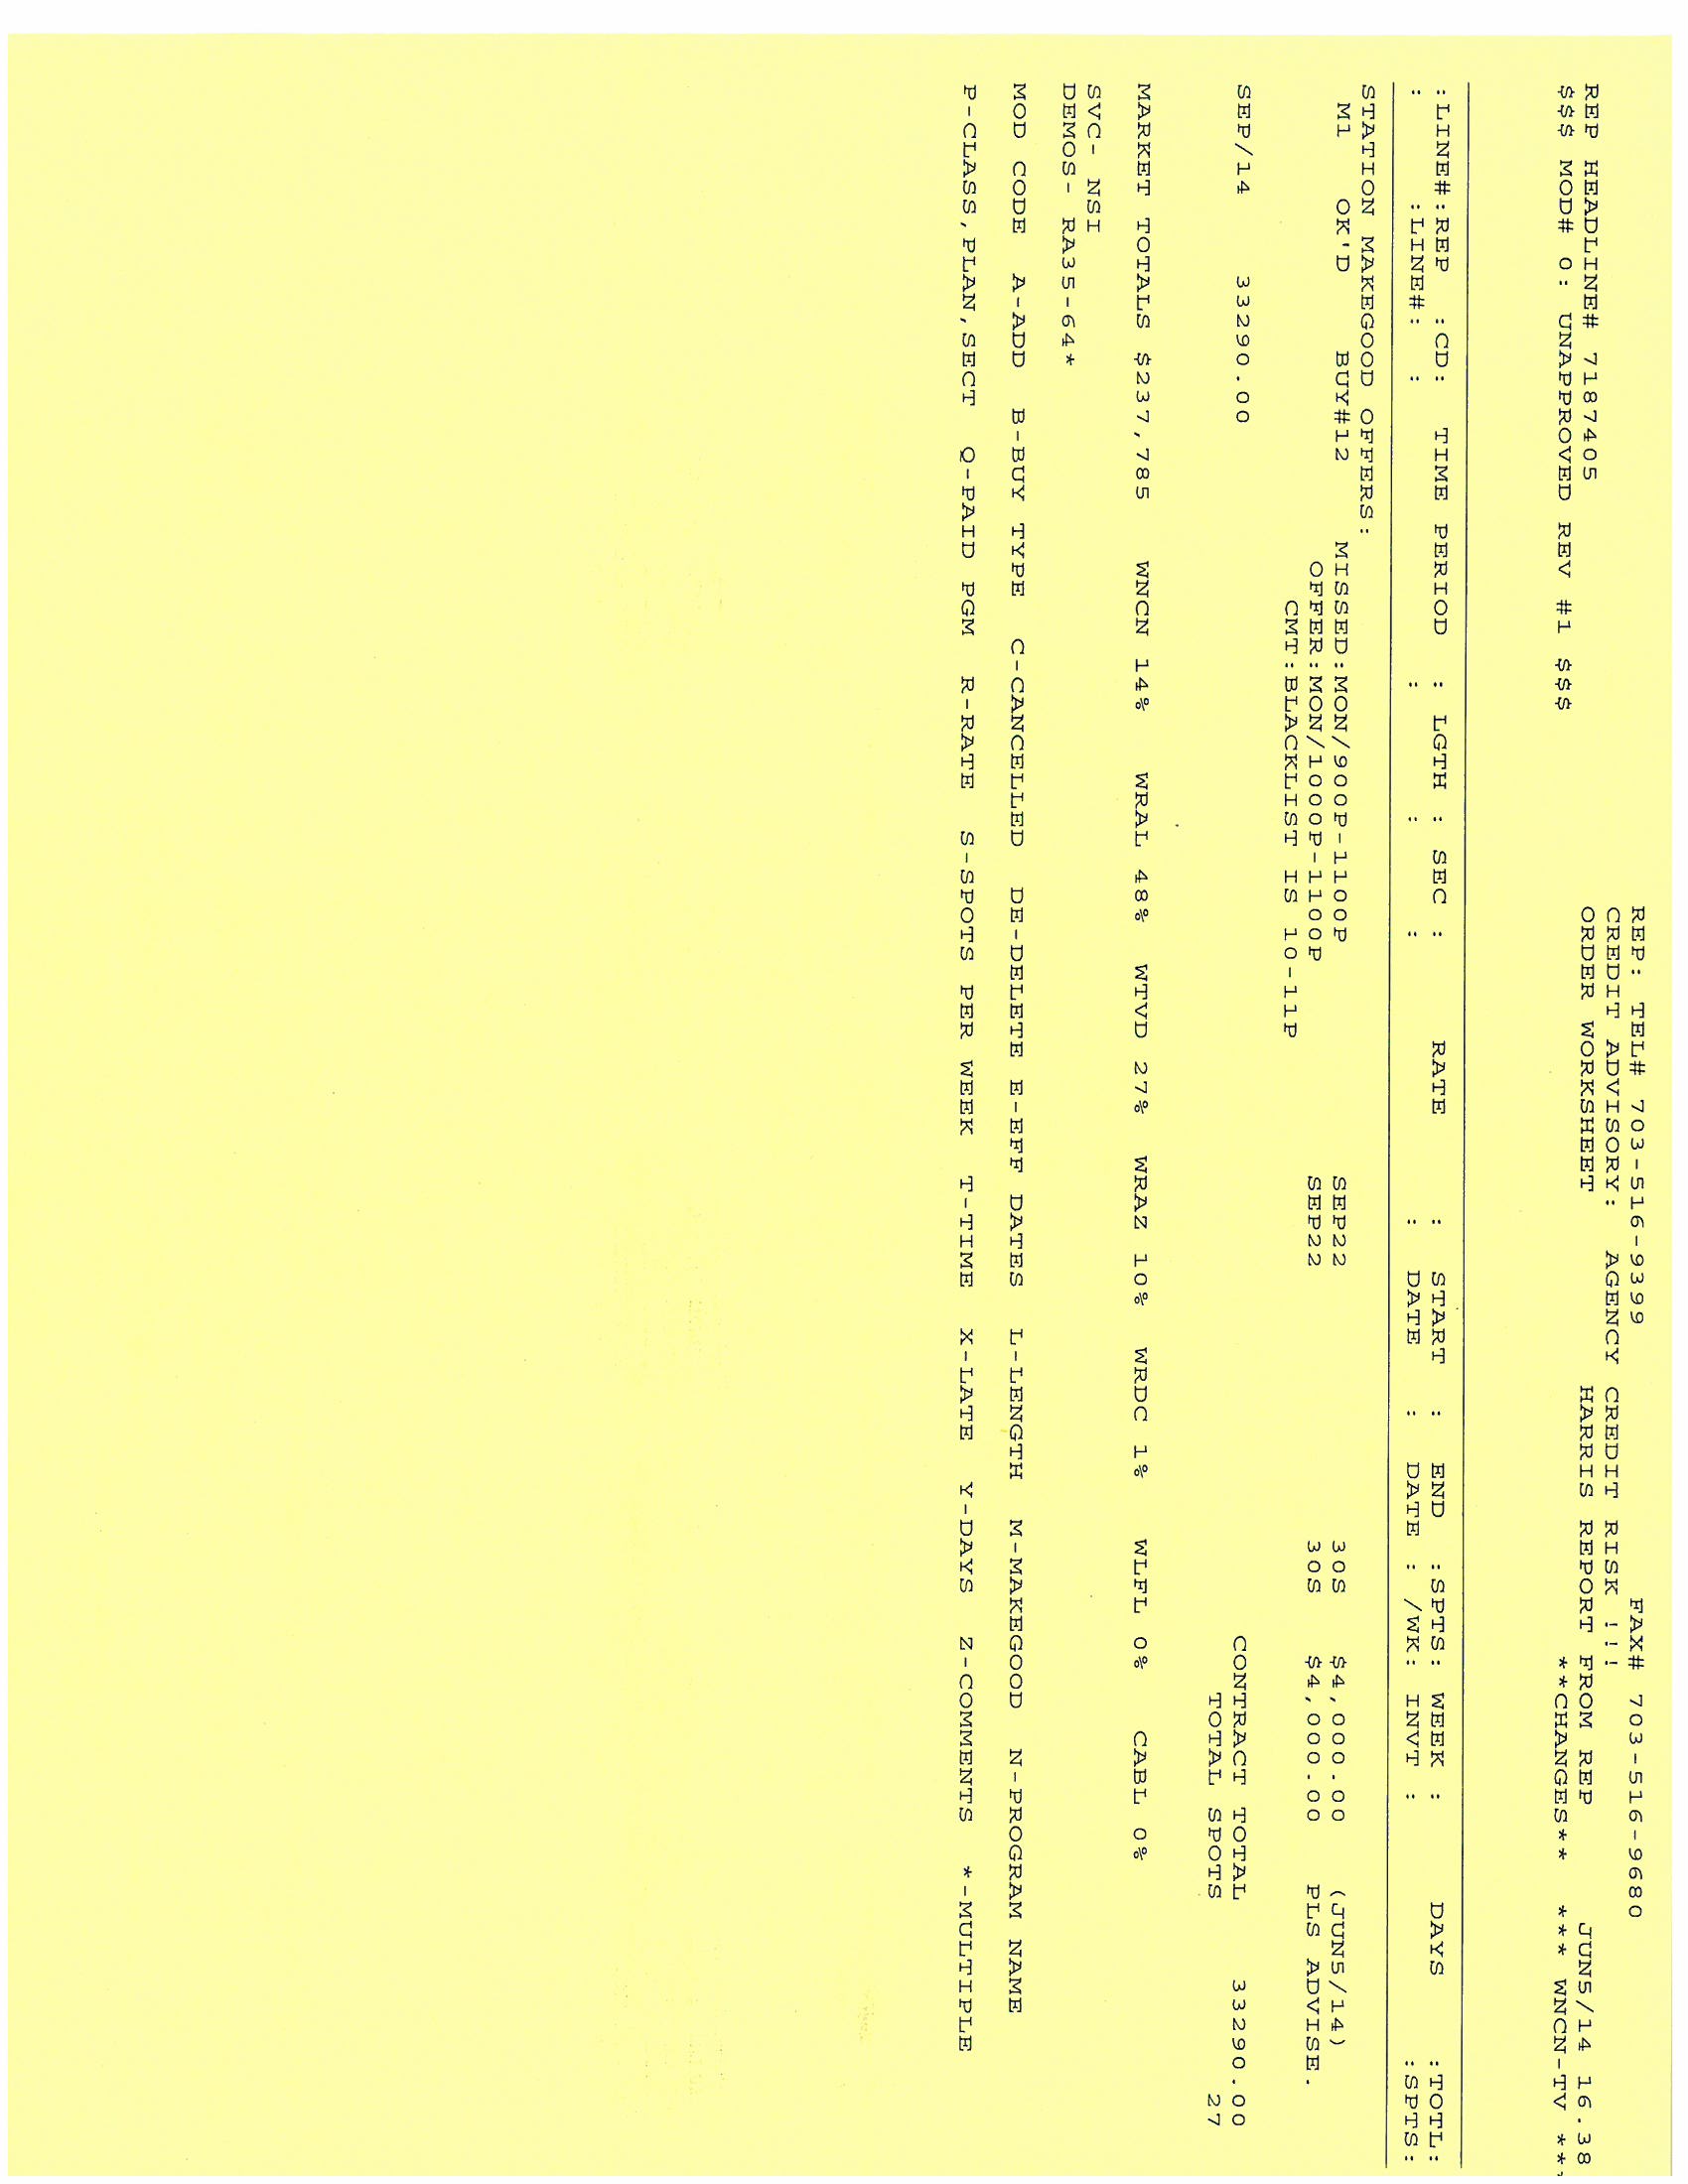 REP: TEL# 703-516-9399 FAX# 703-516-9680
CREDIT ADVISORY: AGENCY CREDIT RISK !!!
REP HEADLINE# 7187405 ORDER WORKSHEET HARRIS REPORT FROM REP JUN5/14 16.38
$$$ MOD# 0: UNAPPROVED REV #1 $$$ **CHANGES** *** WNCN-TV **
:LINE#:REP :CD: TIME PERIOD : LGTH : SEC : RATE : START : END :SPTS: WEEK : DAYS :TOTL:
: :LINE#: : : : : : DATE : DATE : /WK: INVT : :SPTS:
STATION MAKEGOOD OFFERS:
M1 OK'D BUY#12 MISSED:MON/900P-1100P SEP22 30S $4,000.00 (JUN5/14)
OFFER:MON/1000P-1100P SEP22 30S $4,000.00 PLS ADVISE.
CMT:BLACKLIST IS 10-11P
SEP/14 33290.00 CONTRACT TOTAL 33290.00
TOTAL SPOTS 27
MARKET TOTALS $237,785 WNCN 14% WRAL 48% WTVD 27% WRAZ 10% WRDC 1% WLFL 0% CABL 0%
SVC- NSI
DEMOS- RA35-64*
MOD CODE A-ADD B-BUY TYPE C-CANCELLED DE-DELETE E-EFF DATES L-LENGTH M-MAKEGOOD N-PROGRAM NAME
P-CLASS,PLAN,SECT Q-PAID PGM R-RATE S-SPOTS PER WEEK T-TIME X-LATE Y-DAYS Z-COMMENTS *-MULTIPLE